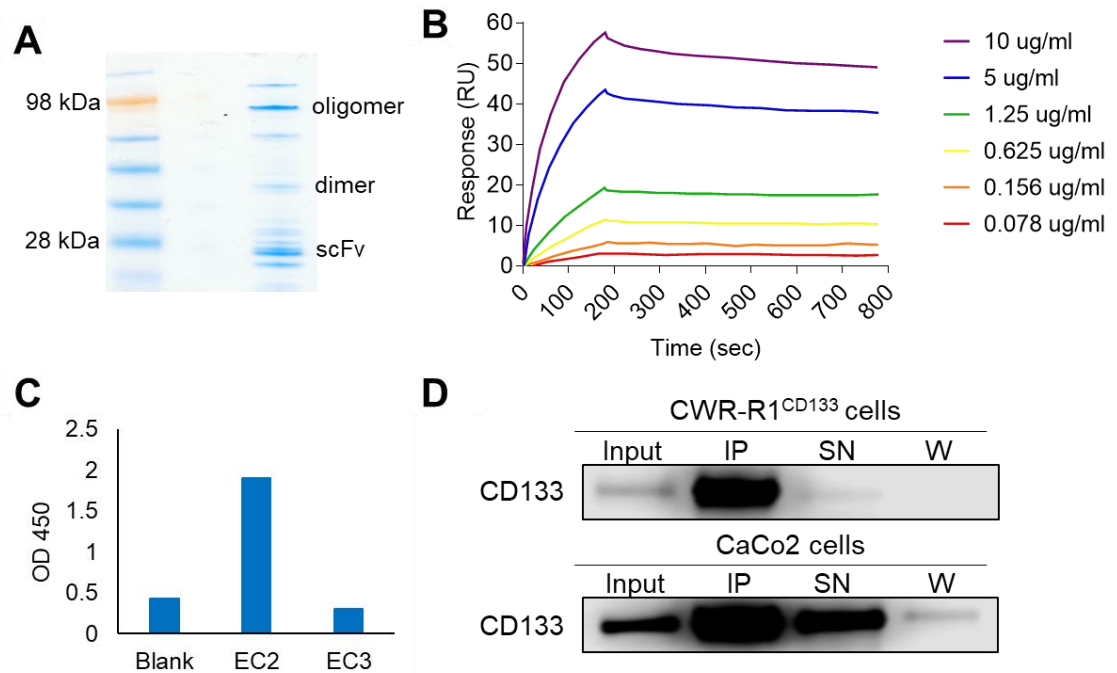 A
98 kDa
oligomer
dimer
28 kDa
scFv
B
60
50
40
30
20
10
0
Response (RU)
0 100 200 300 400 500 600 700 800
Time (sec)
10 ug/ml
5 ug/ml
1.25 ug/ml
0.625 ug/ml
0.156 ug/ml
0.078 ug/ml
C
2.5
2
1.5
1
0.5
0
OD 450
Blank EC2 EC3
D
CWR-R1CD133 cells
Input IP SN W
CD133
CaCo2 cells
Input IP SN W
CD133